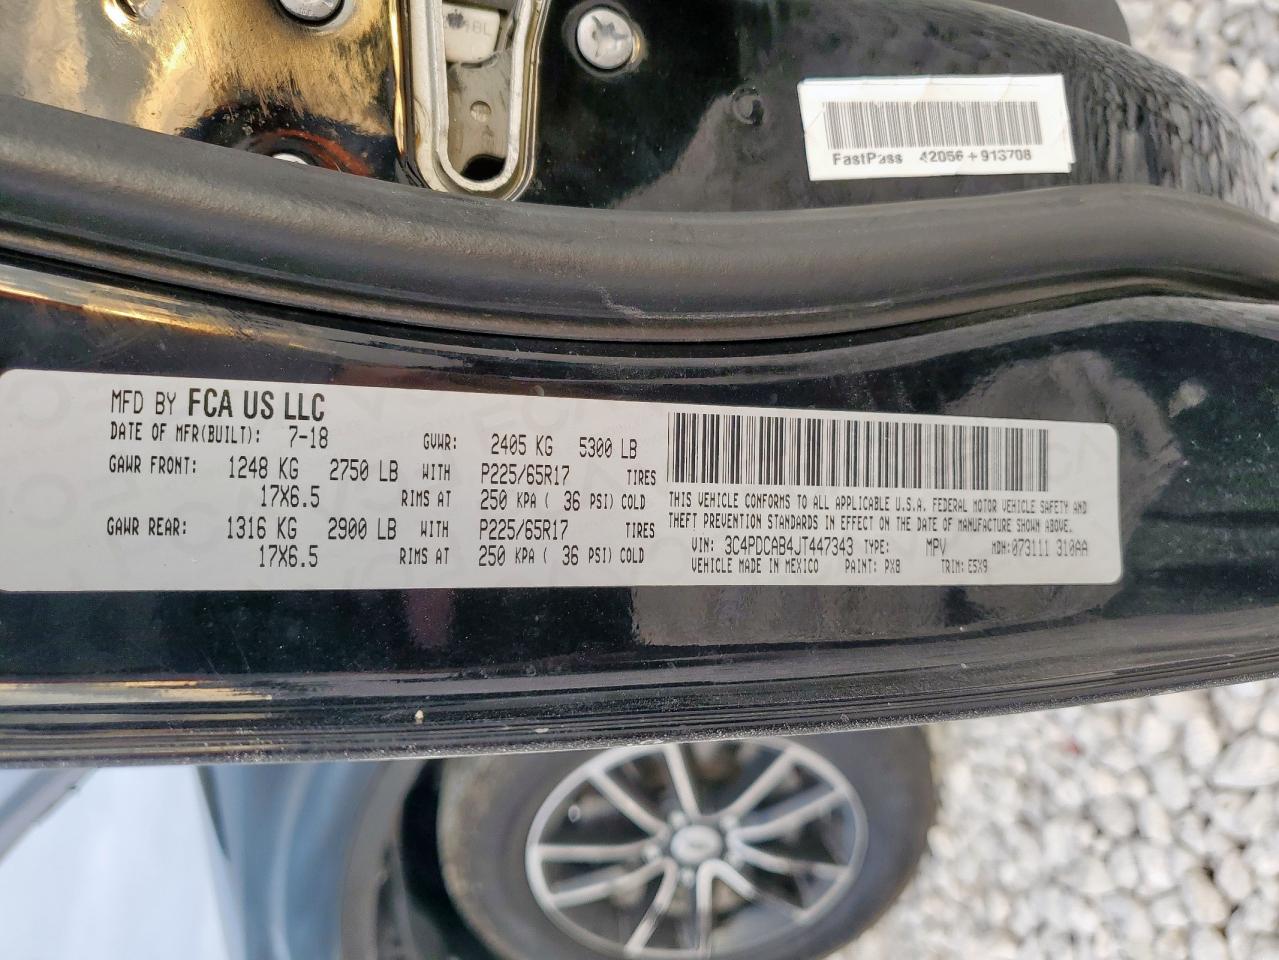 FastPass 42056+913708
MFD BY FCA US LLC
DATE OF MFR(BUILT): 7-18 GVWR: 2405 KG 5300 LB
GAWR FRONT: 1248 KG 2750 LB WITH P225/65R17 TIRES
17X6.5 RIMS AT 250 KPA ( 36 PSI) COLD
GAWR REAR: 1316 KG 2900 LB WITH P225/65R17 TIRES
17X6.5 RIMS AT 250 KPA ( 36 PSI) COLD
THIS VEHICLE CONFORMS TO ALL APPLICABLE U.S.A. FEDERAL MOTOR VEHICLE SAFETY AND
THEFT PREVENTION STANDARDS IN EFFECT ON THE DATE OF MANUFACTURE SHOWN ABOVE.
VIN: 3C4PDCAB4JT447343 TYPE: MPV MDH:073111 310AA
VEHICLE MADE IN MEXICO PAINT: PX8 TRIM: E5X9